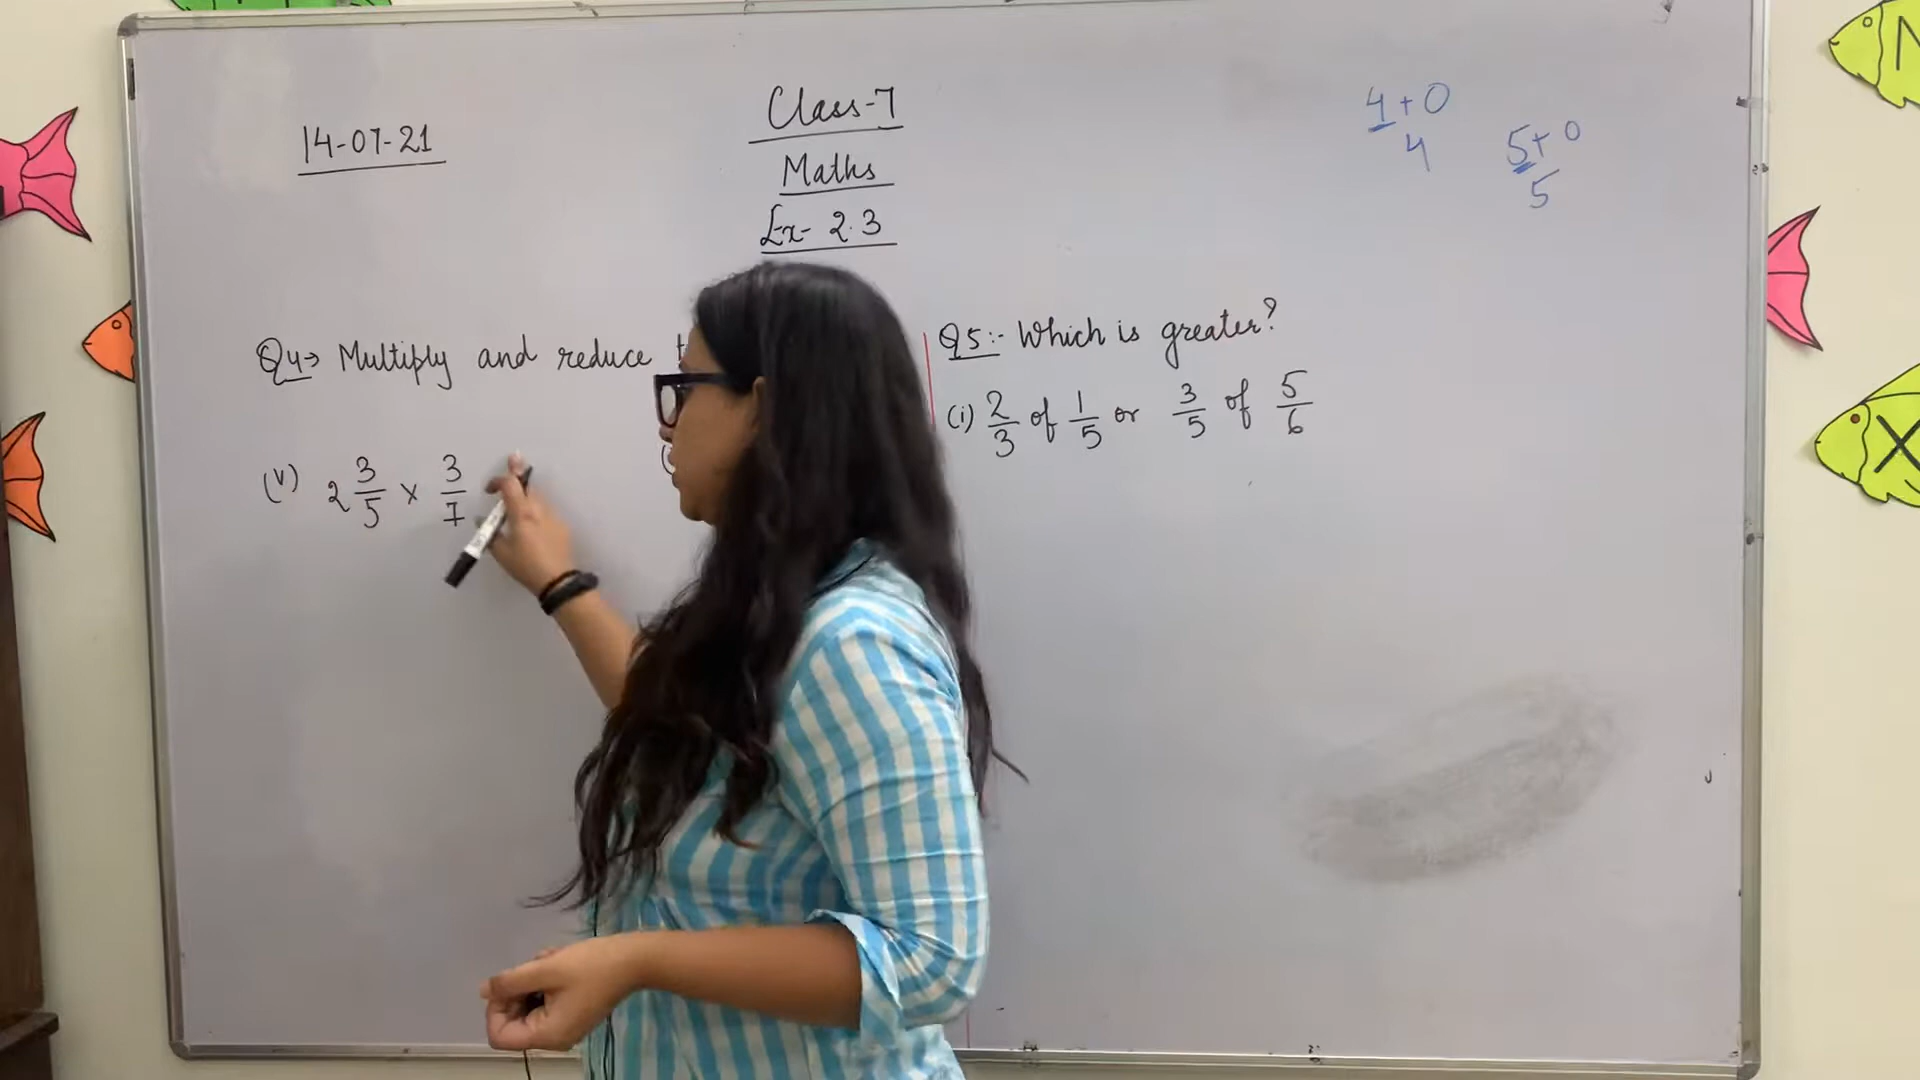 14-07-21
Class-7
Maths
Ex- 2.3
4+0
4
5+0
5
Q4→ Multiply and reduce
(v) 2 3/5 × 3/7
Q5:- Which is greater?
(i) 2/3 of 1/5 or 3/5 of 5/6
N
X